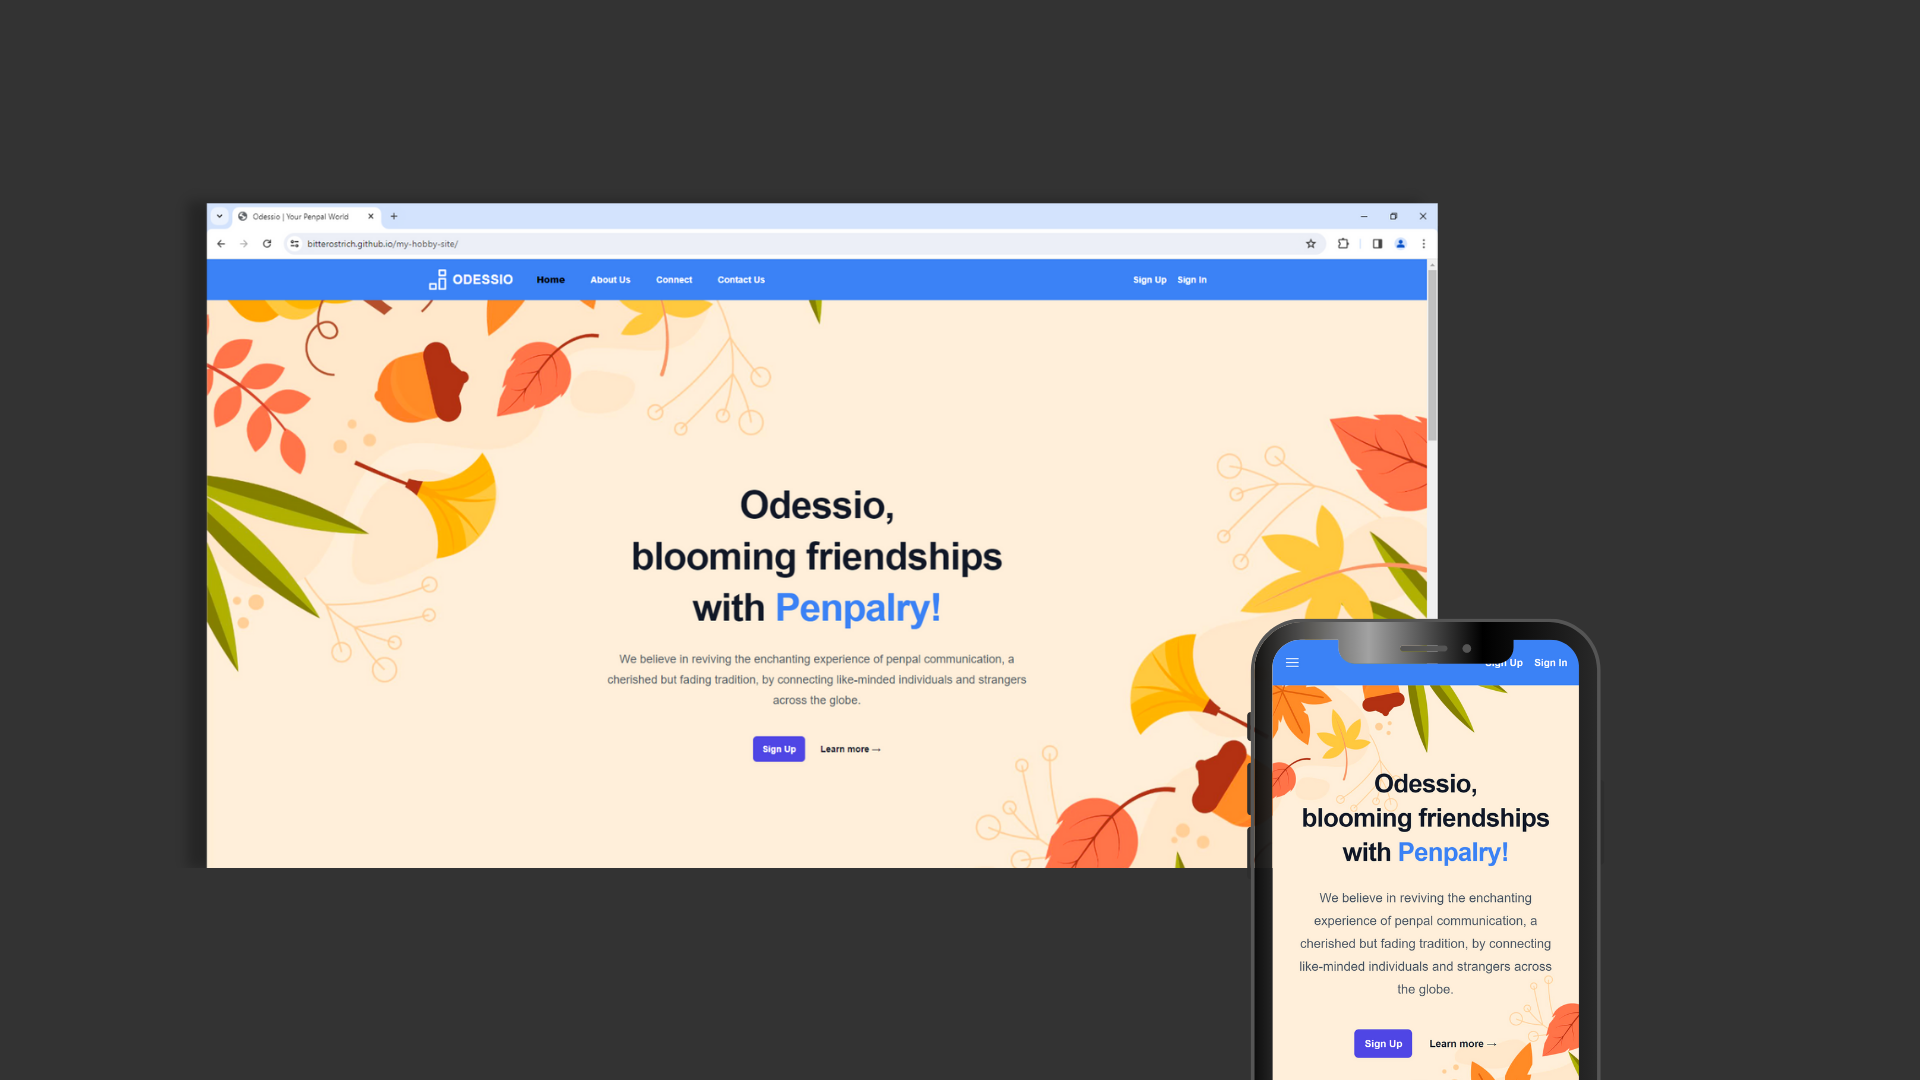 Odessio | Your Penpal World
bitterostrich.github.io/my-hobby-site/
ODESSIO Home About Us Connect Contact Us Sign Up Sign In
Odessio,
blooming friendships
with Penpalry!
We believe in reviving the enchanting experience of penpal communication, a
cherished but fading tradition, by connecting like-minded individuals and strangers
across the globe.
Sign Up Learn more →
Sign Up Sign In
Odessio,
blooming friendships
with Penpalry!
We believe in reviving the enchanting
experience of penpal communication, a
cherished but fading tradition, by connecting
like-minded individuals and strangers across
the globe.
Sign Up Learn more →